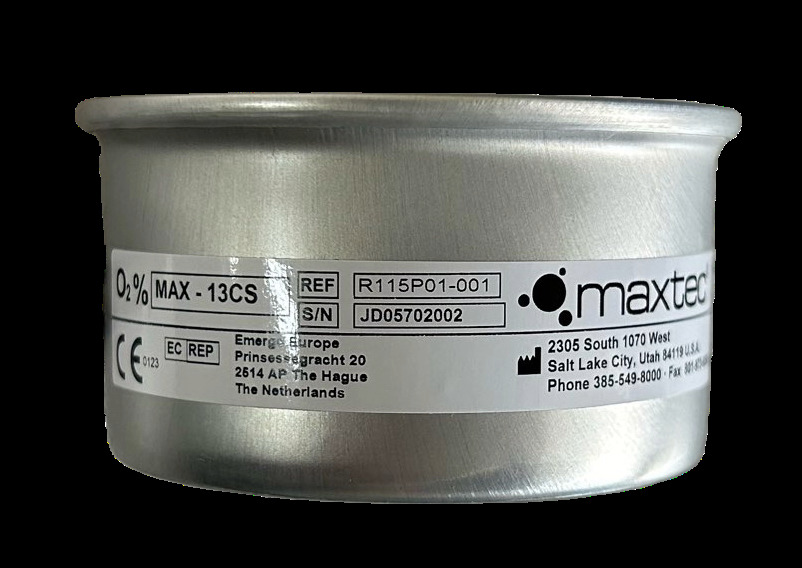 O2% MAX - 13CS
REF R115P01-001
S/N JD05702002
maxtec
CE 0123
EC REP
Emergo Europe
Prinsessegracht 20
2514 AP The Hague
The Netherlands
2305 South 1070 West
Salt Lake City, Utah 84119 U.S.A.
Phone 385-549-8000 · Fax